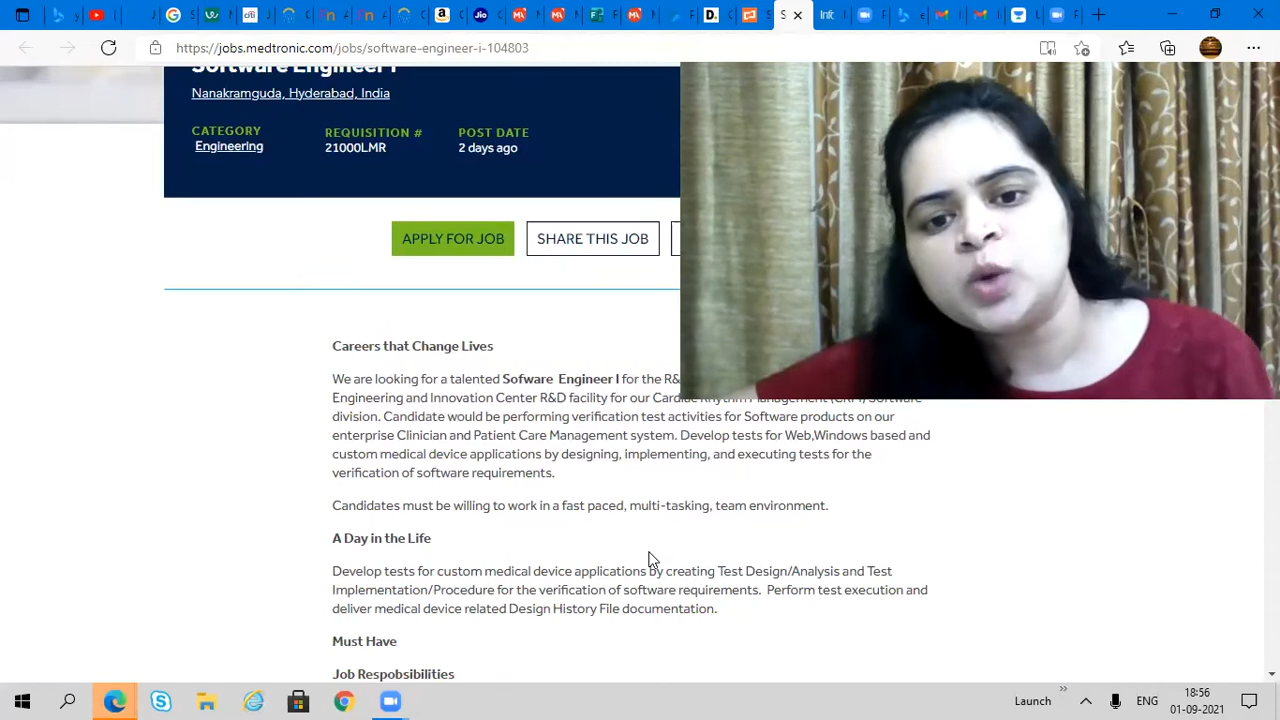 https://jobs.medtronic.com/jobs/software-engineer-i-104803
Software Engineer I
Nanakramguda, Hyderabad, India
CATEGORY REQUISITION # POST DATE
Engineering 21000LMR 2 days ago
APPLY FOR JOB SHARE THIS JOB
Careers that Change Lives
We are looking for a talented Sofware Engineer I for the R&
Engineering and Innovation Center R&D facility for our Cardiac Rhythm Management (CRM) Software
division. Candidate would be performing verification test activities for Software products on our
enterprise Clinician and Patient Care Management system. Develop tests for Web,Windows based and
custom medical device applications by designing, implementing, and executing tests for the
verification of software requirements.
Candidates must be willing to work in a fast paced, multi-tasking, team environment.
A Day in the Life
Develop tests for custom medical device applications by creating Test Design/Analysis and Test
Implementation/Procedure for the verification of software requirements. Perform test execution and
deliver medical device related Design History File documentation.
Must Have
Job Respobsibilities
Launch
ENG
18:56
01-09-2021